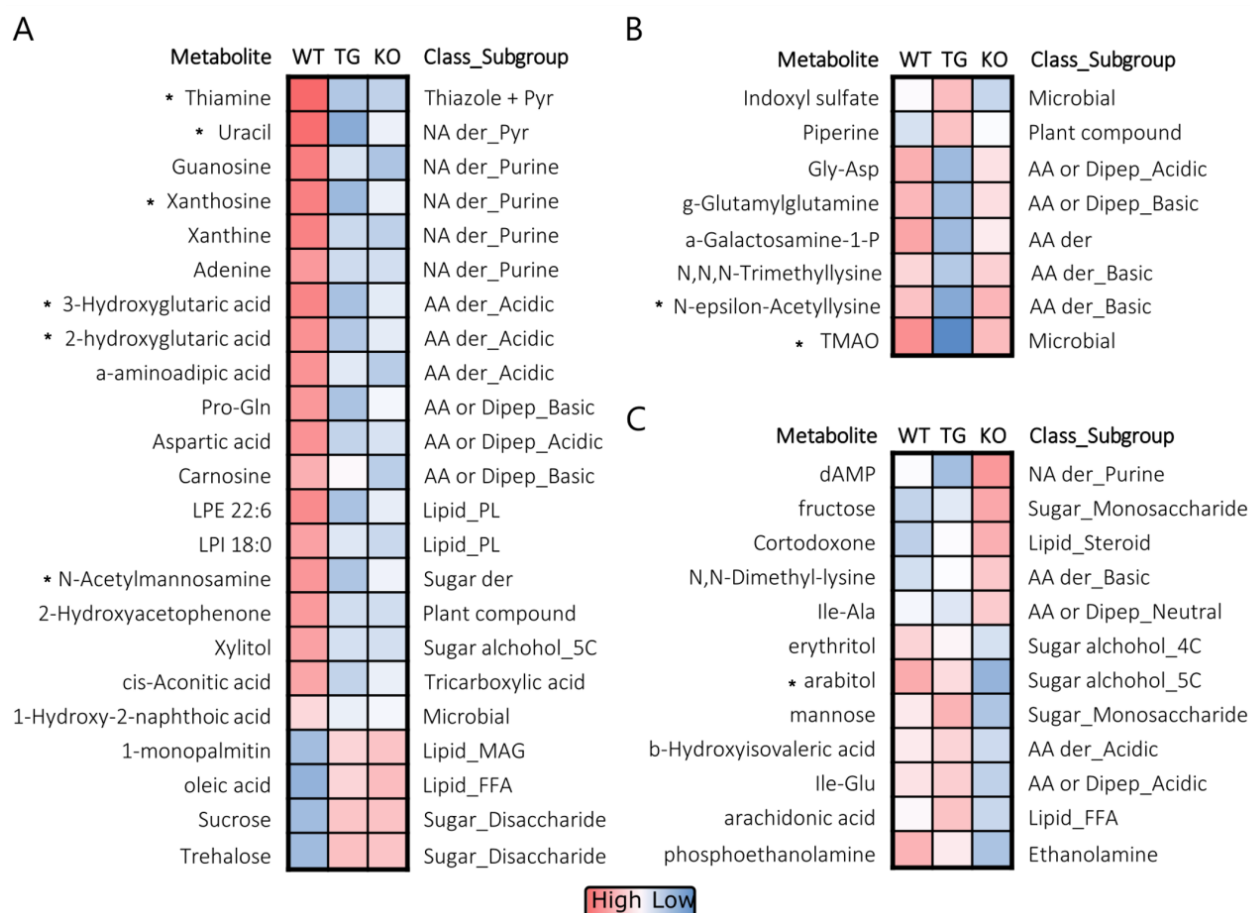 A
Metabolite WT TG KO Class_Subgroup
* Thiamine Thiazole + Pyr
* Uracil NA der_Pyr
Guanosine NA der_Purine
* Xanthosine NA der_Purine
Xanthine NA der_Purine
Adenine NA der_Purine
* 3-Hydroxyglutaric acid AA der_Acidic
* 2-hydroxyglutaric acid AA der_Acidic
a-aminoadipic acid AA der_Acidic
Pro-Gln AA or Dipep_Basic
Aspartic acid AA or Dipep_Acidic
Carnosine AA or Dipep_Basic
LPE 22:6 Lipid_PL
LPI 18:0 Lipid_PL
* N-Acetylmannosamine Sugar der
2-Hydroxyacetophenone Plant compound
Xylitol Sugar alchohol_5C
cis-Aconitic acid Tricarboxylic acid
1-Hydroxy-2-naphthoic acid Microbial
1-monopalmitin Lipid_MAG
oleic acid Lipid_FFA
Sucrose Sugar_Disaccharide
Trehalose Sugar_Disaccharide
B
Metabolite WT TG KO Class_Subgroup
Indoxyl sulfate Microbial
Piperine Plant compound
Gly-Asp AA or Dipep_Acidic
g-Glutamylglutamine AA or Dipep_Basic
a-Galactosamine-1-P AA der
N,N,N-Trimethyllysine AA der_Basic
* N-epsilon-Acetyllysine AA der_Basic
* TMAO Microbial
C
Metabolite WT TG KO Class_Subgroup
dAMP NA der_Purine
fructose Sugar_Monosaccharide
Cortodoxone Lipid_Steroid
N,N-Dimethyl-lysine AA der_Basic
Ile-Ala AA or Dipep_Neutral
erythritol Sugar alchohol_4C
* arabitol Sugar alchohol_5C
mannose Sugar_Monosaccharide
b-Hydroxyisovaleric acid AA der_Acidic
Ile-Glu AA or Dipep_Acidic
arachidonic acid Lipid_FFA
phosphoethanolamine Ethanolamine
High Low